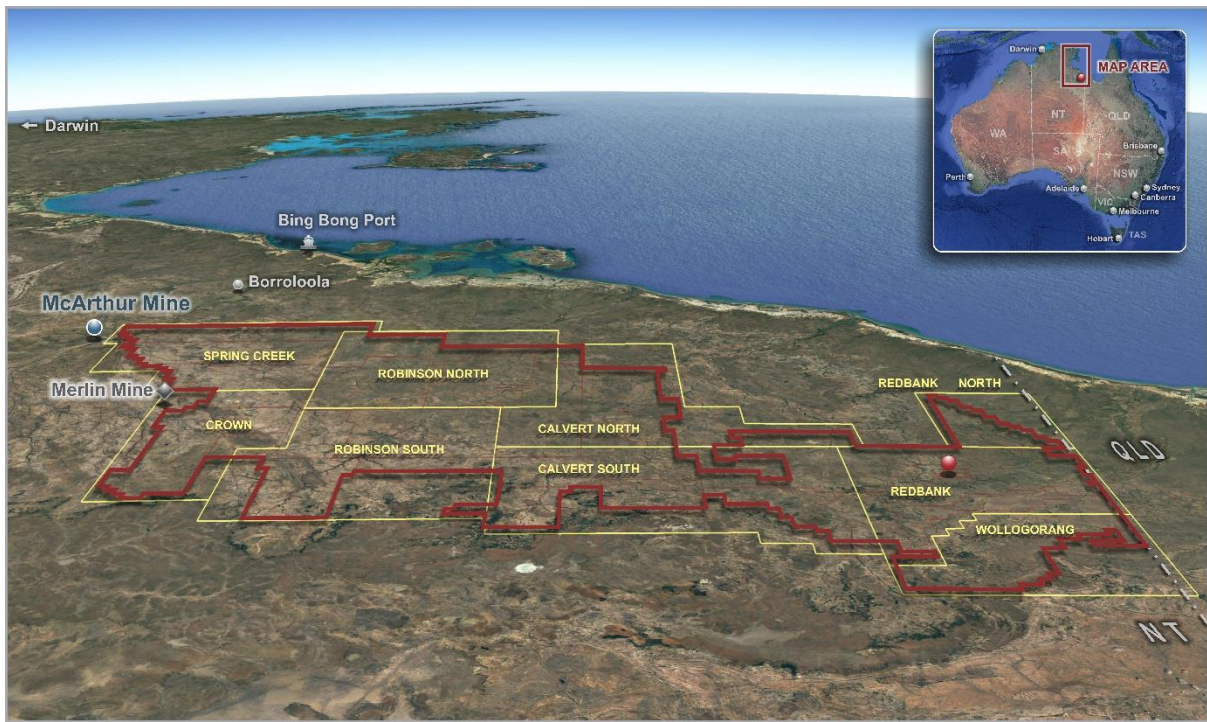 Darwin
MAP AREA
NT
QLD
WA
SA
Brisbane
NSW
Perth
Adelaide
Sydney
Canberra
VIC
Melbourne
Hobart
TAS
← Darwin
Bing Bong Port
Borroloola
McArthur Mine
SPRING CREEK
ROBINSON NORTH
Merlin Mine
REDBANK NORTH
CROWN
CALVERT NORTH
ROBINSON SOUTH
CALVERT SOUTH
QLD
REDBANK
WOLLOGORANG
NT